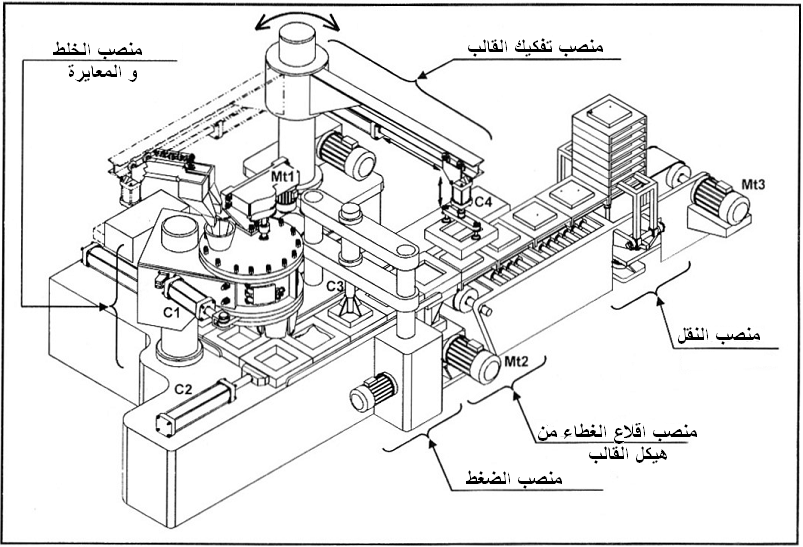 منصب تفكيك القالب
منصب الخلط
و المعايرة
Mt1
Mt3
C4
C3
C1
منصب النقل
Mt2
C2
منصب اقلاع الغطاء من
هيكل القالب
منصب الضغط